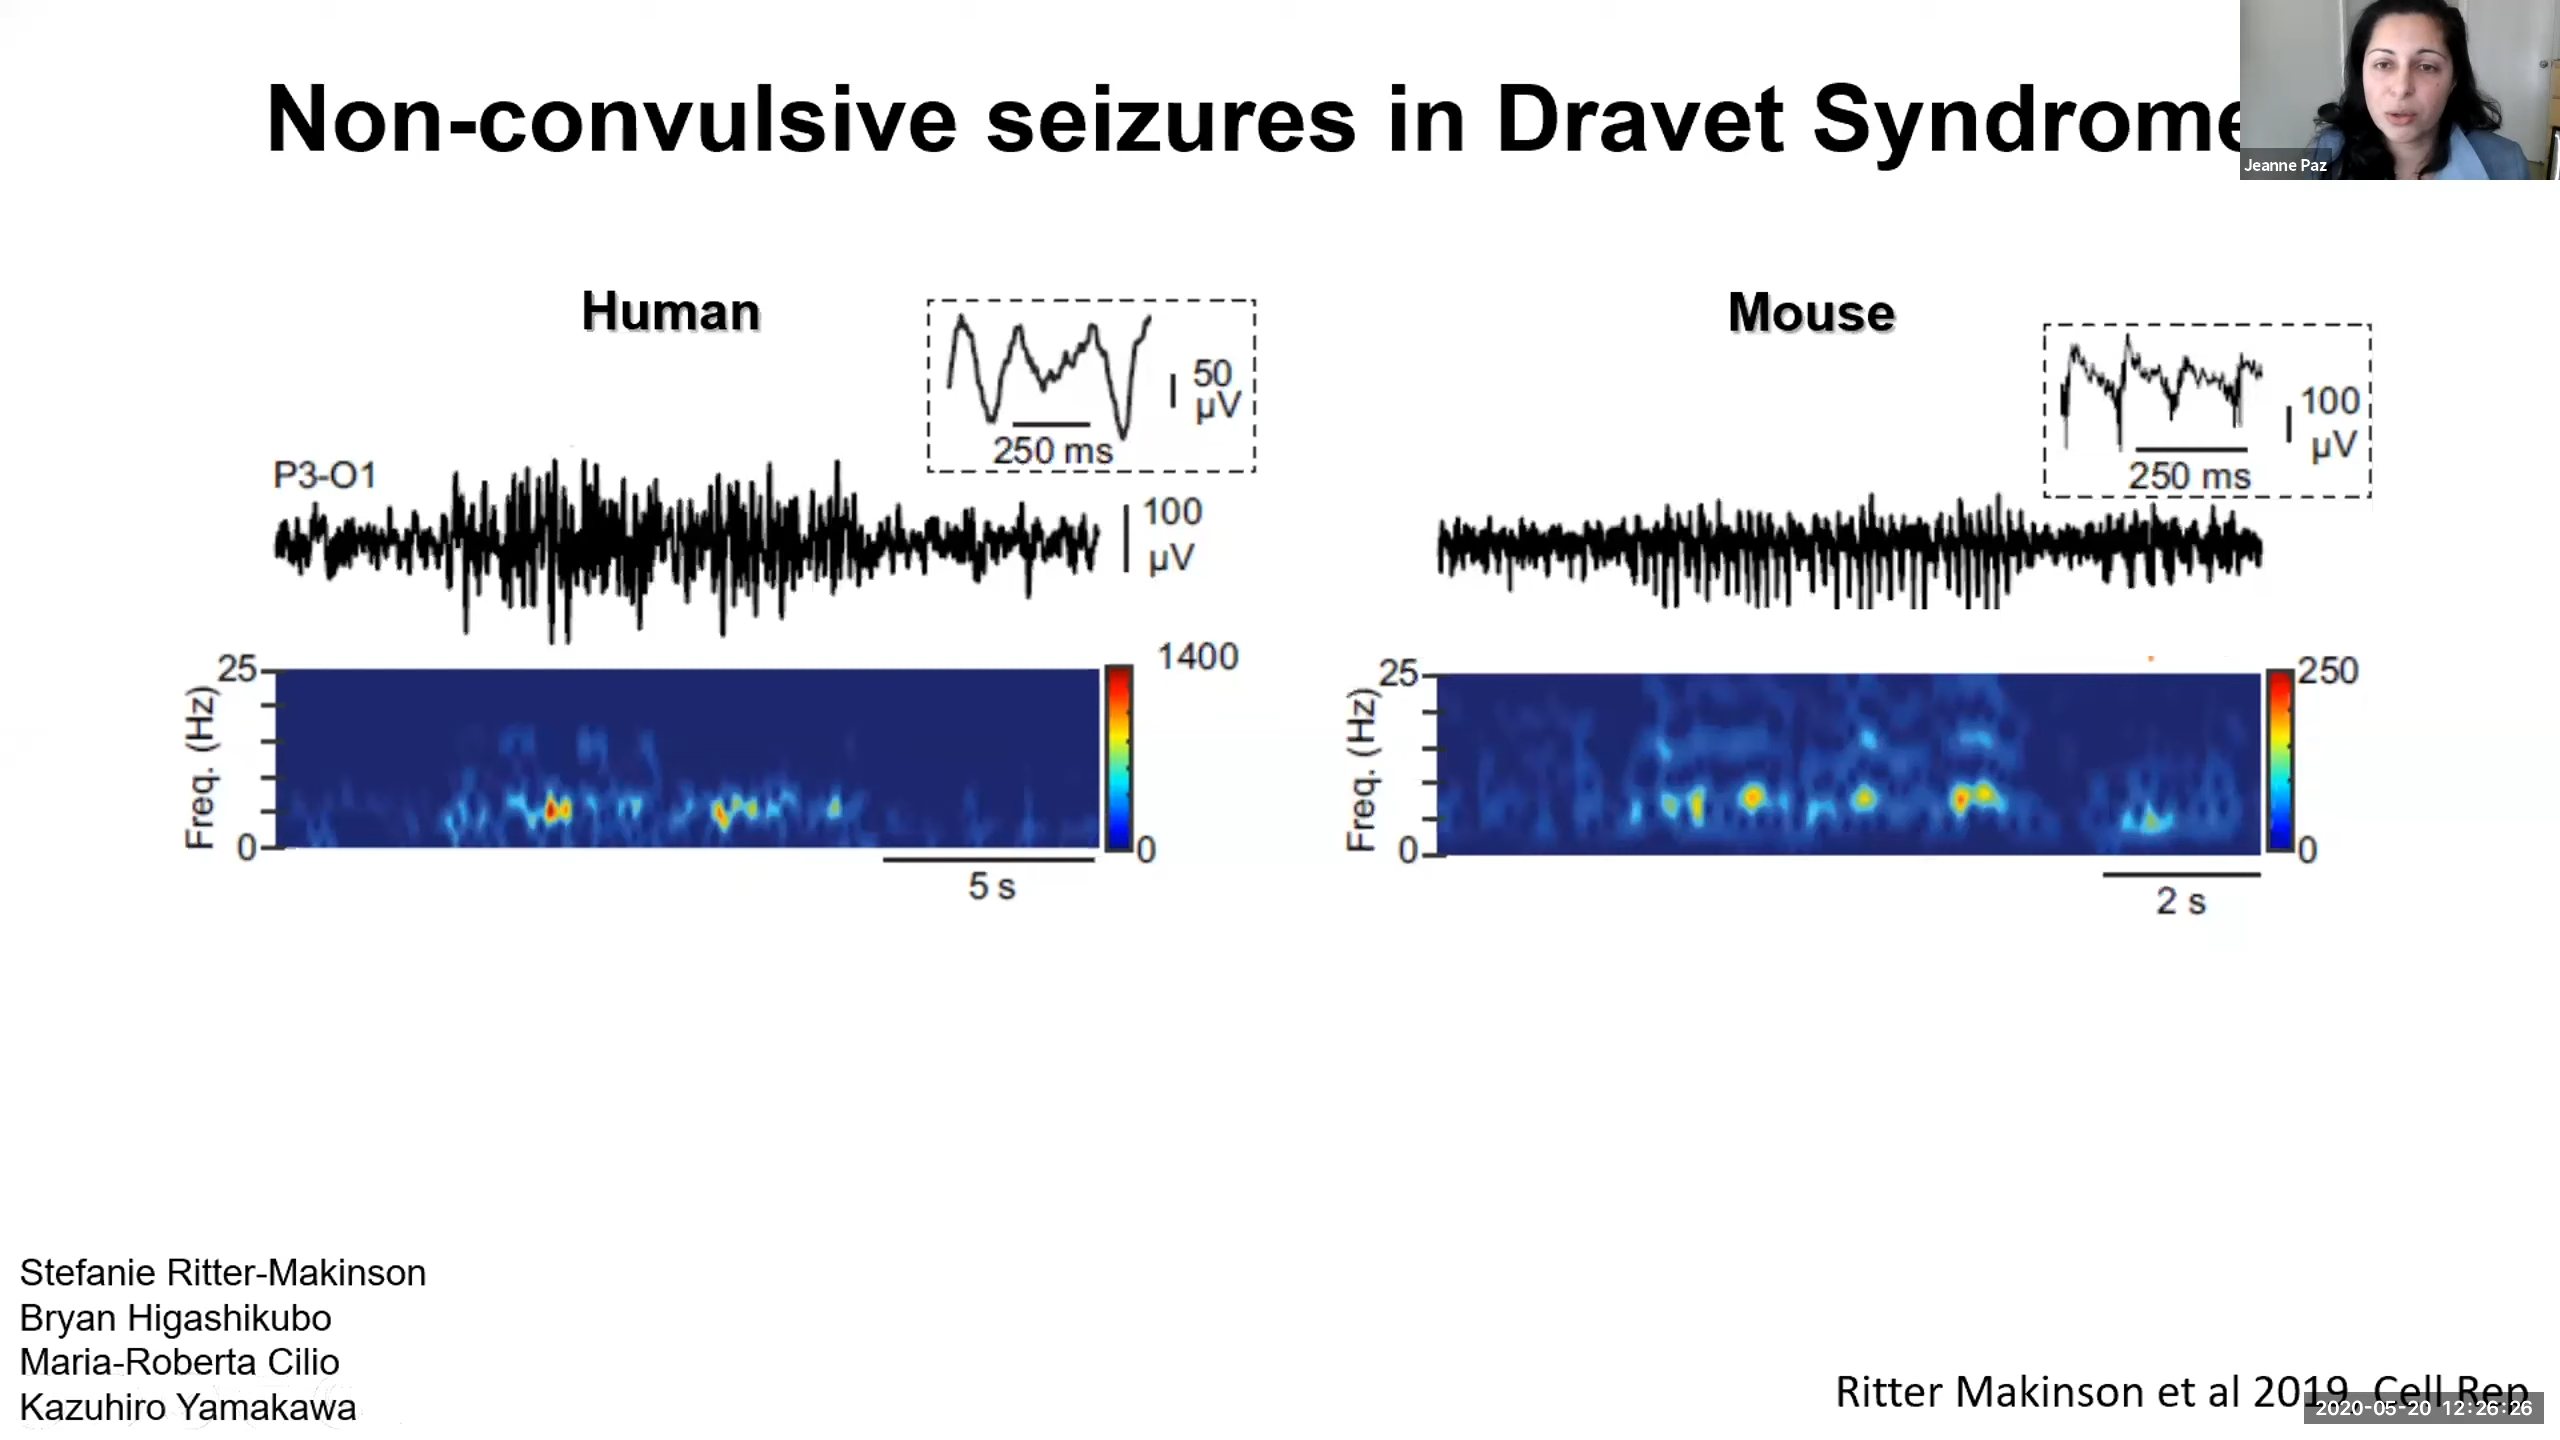 Non-convulsive seizures in Dravet Syndrome
Jeanne Paz
Human
50
µV
250 ms
P3-O1
100
µV
25
Freq. (Hz)
0
1400
0
5 s
Mouse
100
µV
250 ms
25
Freq. (Hz)
0
250
0
2 s
Stefanie Ritter-Makinson
Bryan Higashikubo
Maria-Roberta Cilio
Kazuhiro Yamakawa
Ritter Makinson et al 2019, Cell Rep
2020-05-20 12:26:26